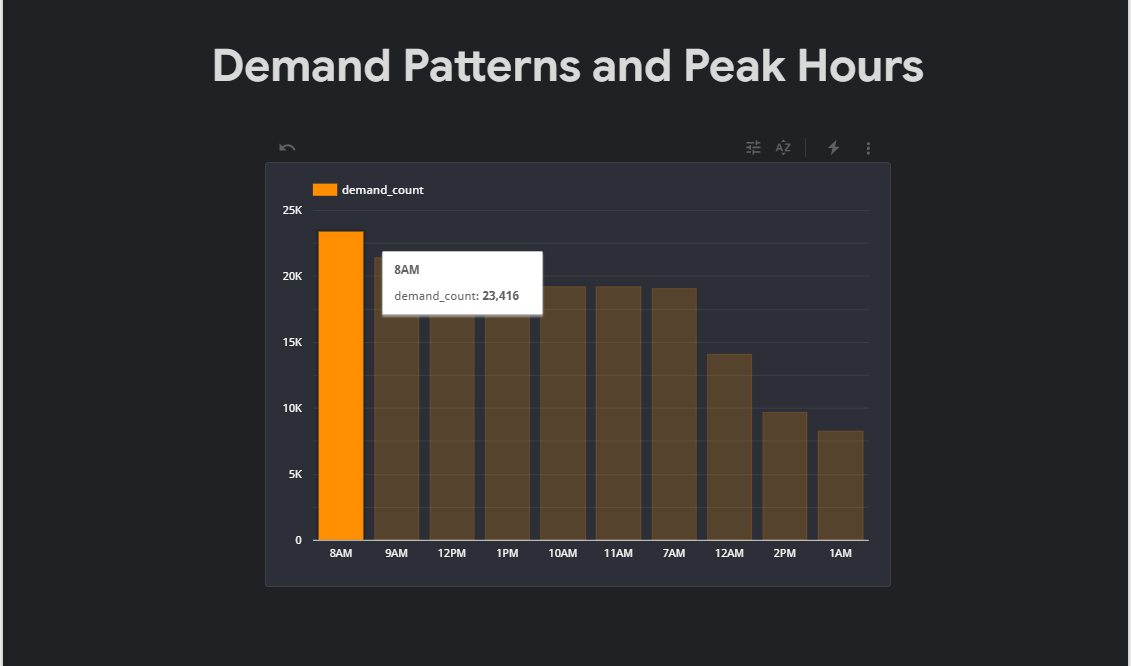 Demand Patterns and Peak Hours
AZ
demand_count
25K
20K
15K
10K
5K
0
8AM
demand_count: 23,416
8AM 9AM 12PM 1PM 10AM 11AM 7AM 12AM 2PM 1AM